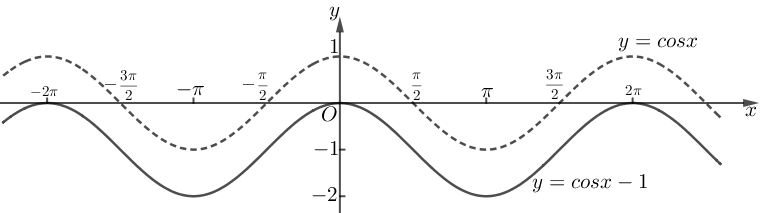 y
1
y = cosx
−2π
−3π/2
−π
−π/2
π/2
π
3π/2
2π
x
O
−1
y = cosx − 1
−2